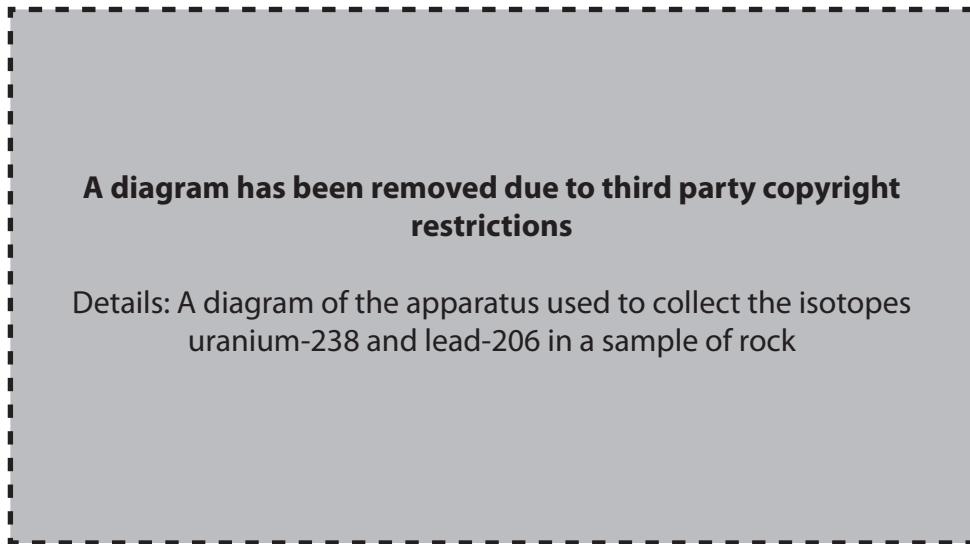 A diagram has been removed due to third party copyright
restrictions
Details: A diagram of the apparatus used to collect the isotopes
uranium-238 and lead-206 in a sample of rock